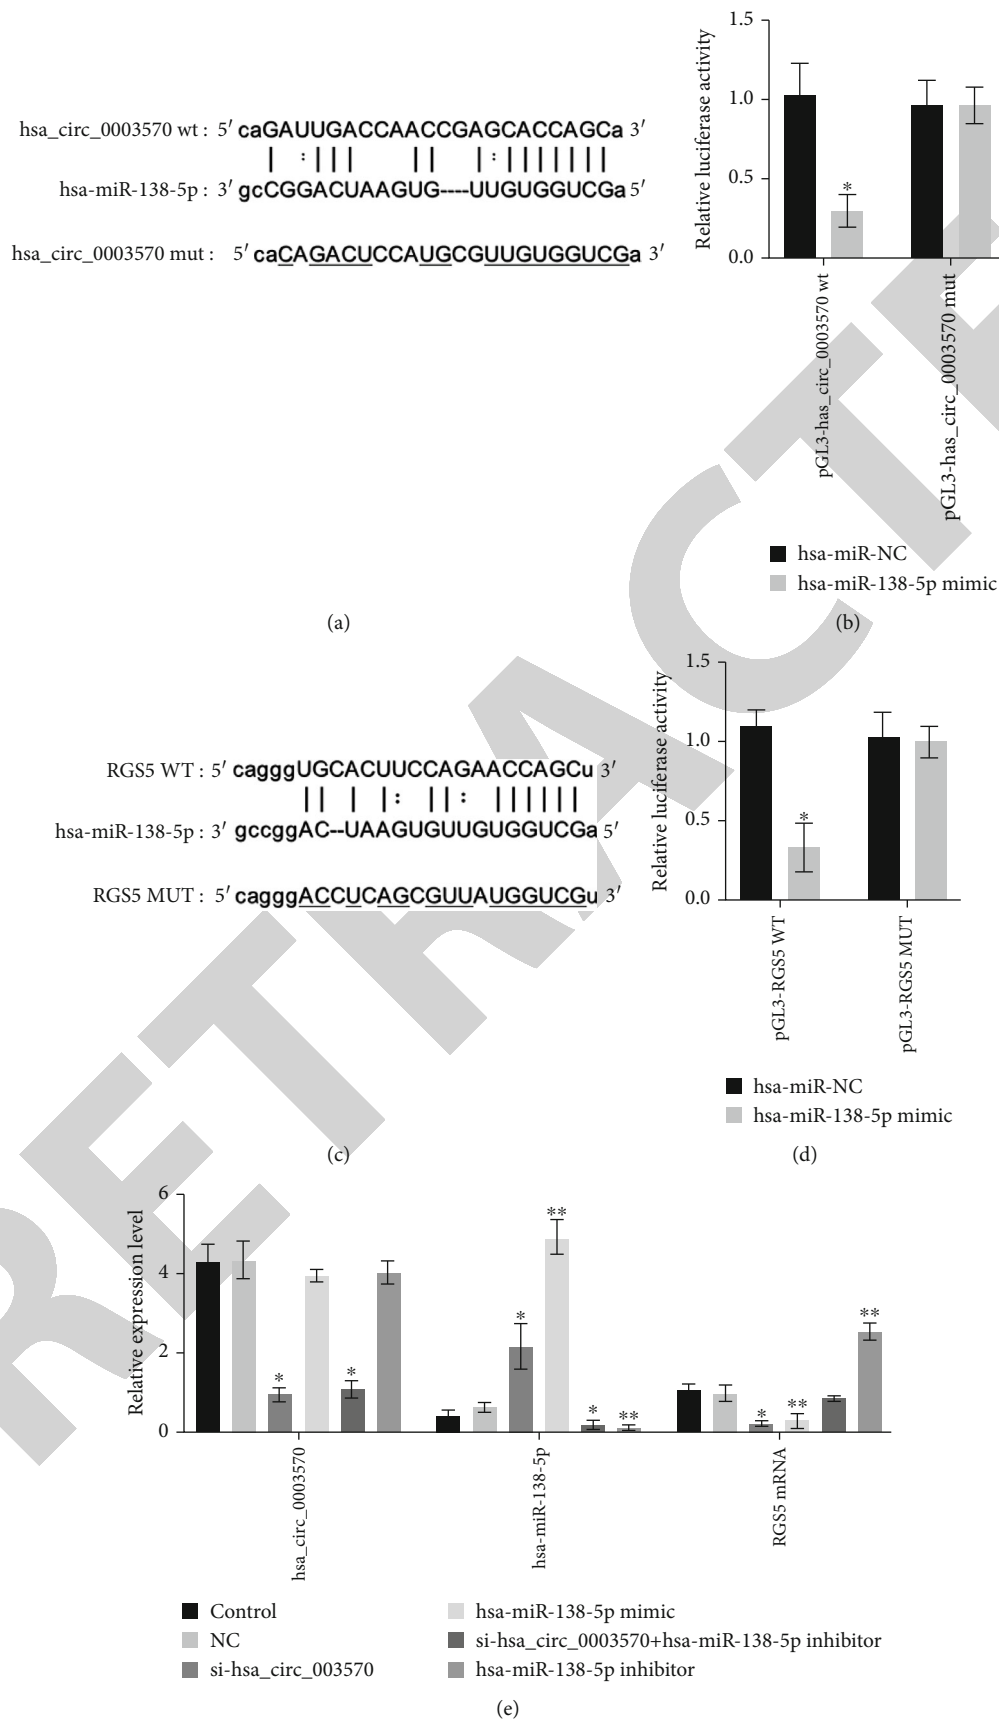 hsa_circ_0003570 wt : 5′ caGAUUGACCAACCGAGCACCAGCa 3′
hsa-miR-138-5p : 3′ gcCGGACUAAGUG----UUGUGGUCGa 5′
hsa_circ_0003570 mut : 5′ caCAGACUCCAUGCGUUGUGGUCGa 3′
(a)
Relative luciferase activity
1.5
1.0
0.5
0.0
*
pGL3-has_circ_0003570 wt
pGL3-has_circ_0003570 mut
hsa-miR-NC
hsa-miR-138-5p mimic
(b)
RGS5 WT : 5′ cagggUGCACUUCCAGAACCAGCu 3′
hsa-miR-138-5p : 3′ gccggAC--UAAGUGUUGUGGUCGa 5′
RGS5 MUT : 5′ cagggACCUCAGCGUUAUGGUCGu 3′
(c)
Relative luciferase activity
1.5
1.0
0.5
0.0
*
pGL3-RGS5 WT
pGL3-RGS5 MUT
hsa-miR-NC
hsa-miR-138-5p mimic
(d)
Relative expression level
6
4
2
0
* * * ** * ** * ** **
hsa_circ_0003570
hsa-miR-138-5p
RGS5 mRNA
Control
NC
si-hsa_circ_003570
hsa-miR-138-5p mimic
si-hsa_circ_0003570+hsa-miR-138-5p inhibitor
hsa-miR-138-5p inhibitor
(e)
RETRACTE